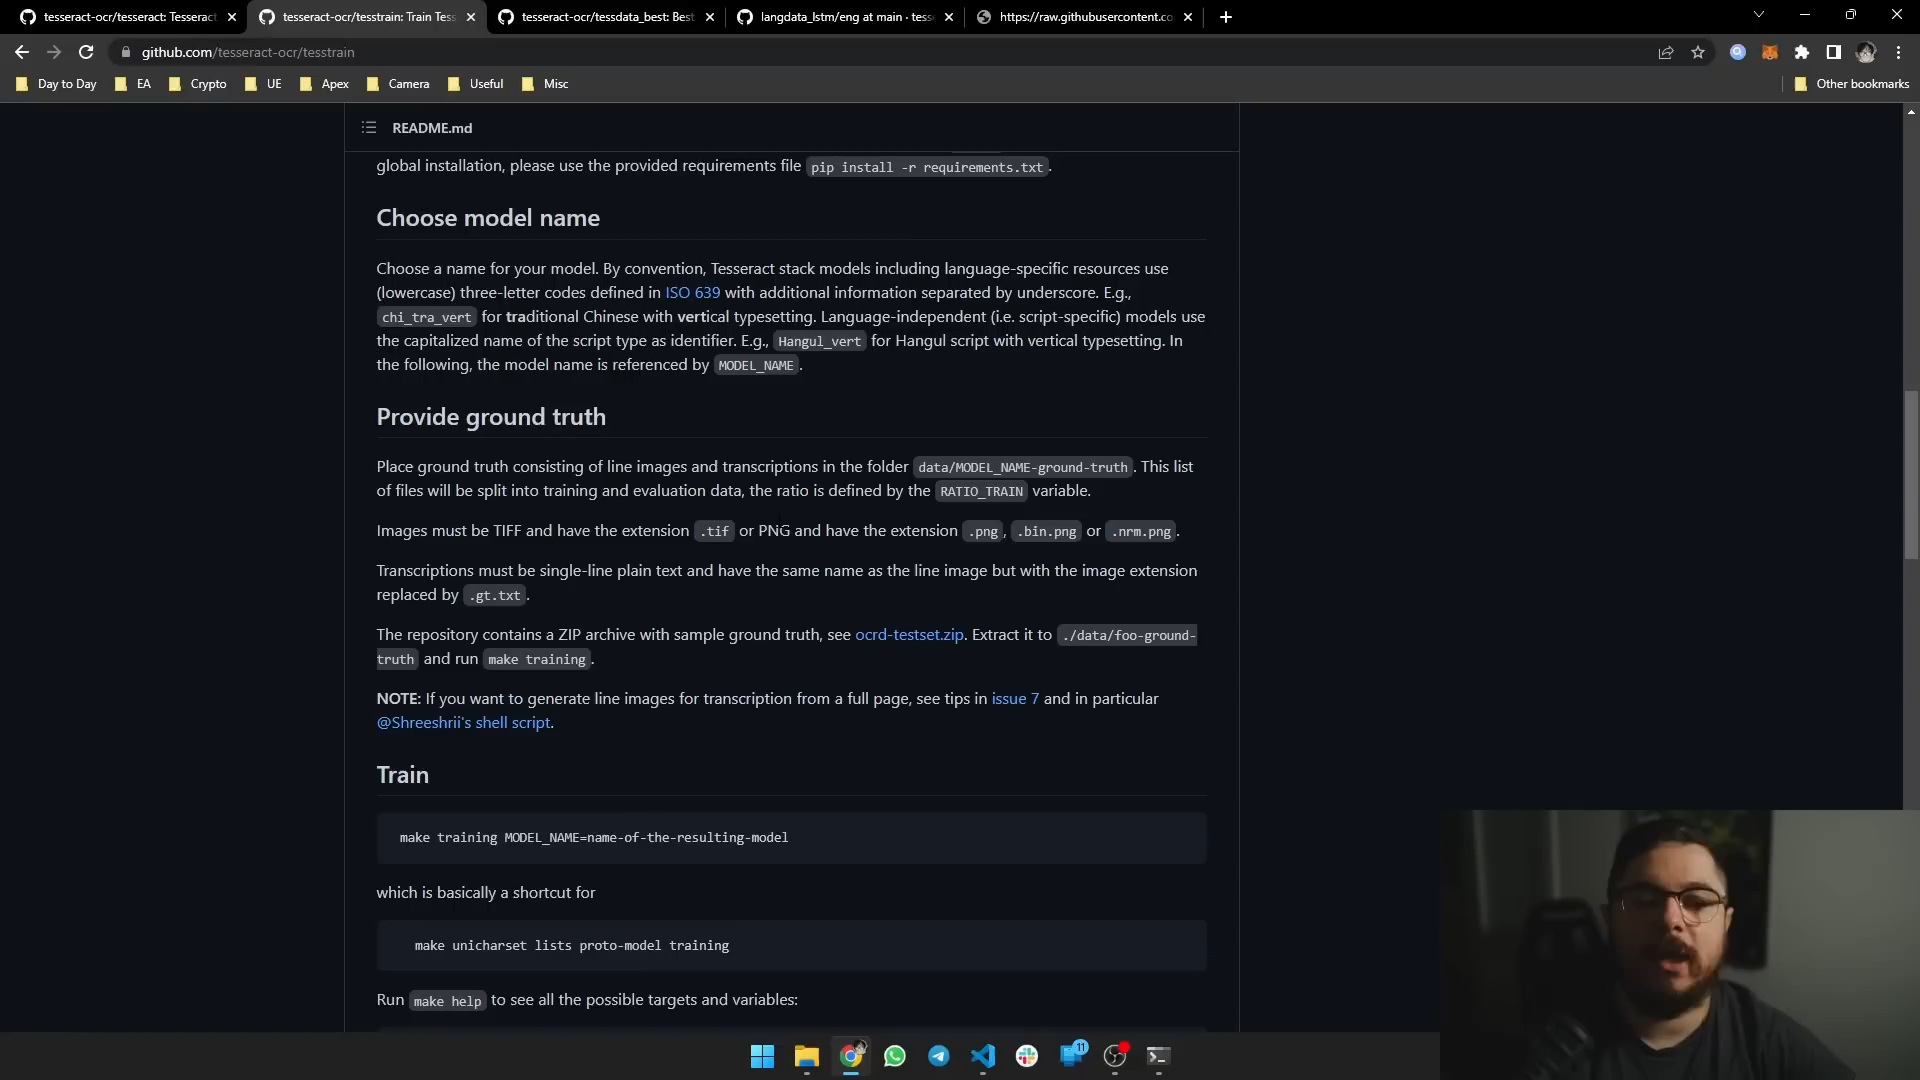 tesseract-ocr/tesseract: Tesseract
tesseract-ocr/tesstrain: Train Tess
tesseract-ocr/tessdata_best: Best
langdata_lstm/eng at main · tess
https://raw.githubusercontent.co
github.com/tesseract-ocr/tesstrain
Day to Day
EA
Crypto
UE
Apex
Camera
Useful
Misc
Other bookmarks
README.md
global installation, please use the provided requirements file pip install -r requirements.txt.
Choose model name
Choose a name for your model. By convention, Tesseract stack models including language-specific resources use
(lowercase) three-letter codes defined in ISO 639 with additional information separated by underscore. E.g.,
chi_tra_vert for traditional Chinese with vertical typesetting. Language-independent (i.e. script-specific) models use
the capitalized name of the script type as identifier. E.g., Hangul_vert for Hangul script with vertical typesetting. In
the following, the model name is referenced by MODEL_NAME.
Provide ground truth
Place ground truth consisting of line images and transcriptions in the folder data/MODEL_NAME-ground-truth. This list
of files will be split into training and evaluation data, the ratio is defined by the RATIO_TRAIN variable.
Images must be TIFF and have the extension .tif or PNG and have the extension .png, .bin.png or .nrm.png.
Transcriptions must be single-line plain text and have the same name as the line image but with the image extension
replaced by .gt.txt.
The repository contains a ZIP archive with sample ground truth, see ocrd-testset.zip. Extract it to ./data/foo-ground-
truth and run make training.
NOTE: If you want to generate line images for transcription from a full page, see tips in issue 7 and in particular
@Shreeshrii's shell script.
Train
make training MODEL_NAME=name-of-the-resulting-model
which is basically a shortcut for
make unicharset lists proto-model training
Run make help to see all the possible targets and variables:
11